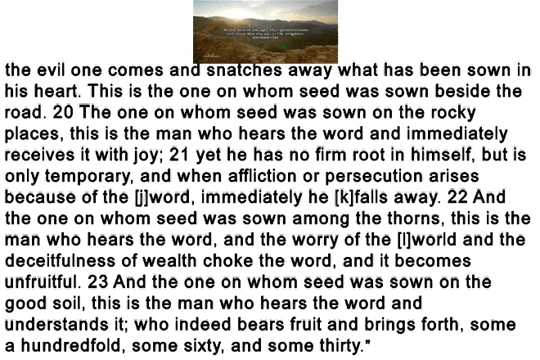 the evil one comes and snatches away what has been sown in
his heart. This is the one on whom seed was sown beside the
road. 20 The one on whom seed was sown on the rocky
places, this is the man who hears the word and immediately
receives it with joy; 21 yet he has no firm root in himself, but is
only temporary, and when affliction or persecution arises
because of the [j]word, immediately he [k]falls away. 22 And
the one on whom seed was sown among the thorns, this is the
man who hears the word, and the worry of the [l]world and the
deceitfulness of wealth choke the word, and it becomes
unfruitful. 23 And the one on whom seed was sown on the
good soil, this is the man who hears the word and
understands it; who indeed bears fruit and brings forth, some
a hundredfold, some sixty, and some thirty.”